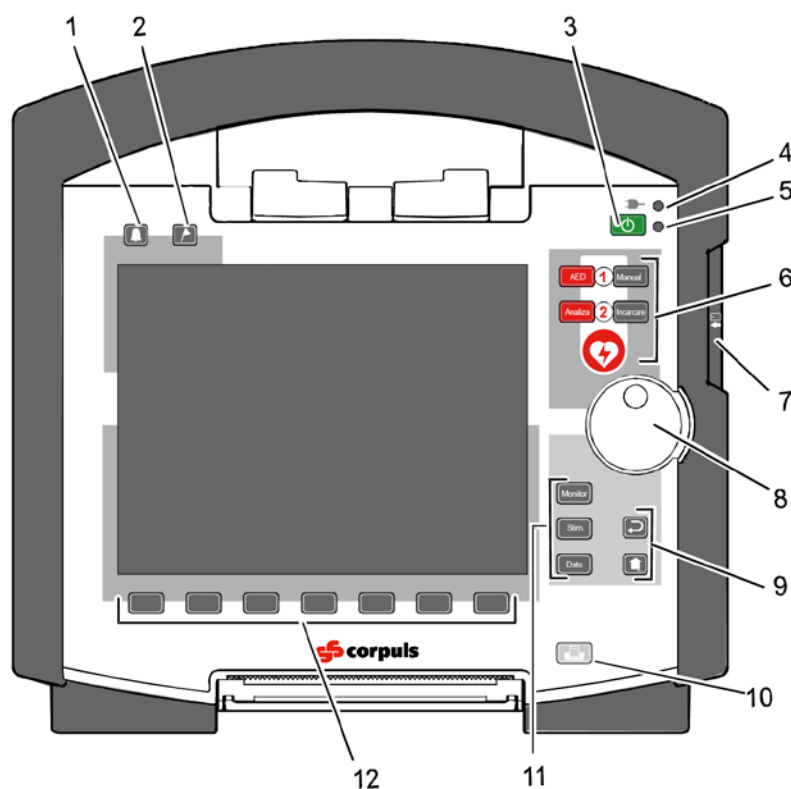 1
2
3
4
5
AED 1 Manual
6
Analiza 2 Incarcare
7
8
Monitor
Stim.
11
9
Date
corpuls
10
12